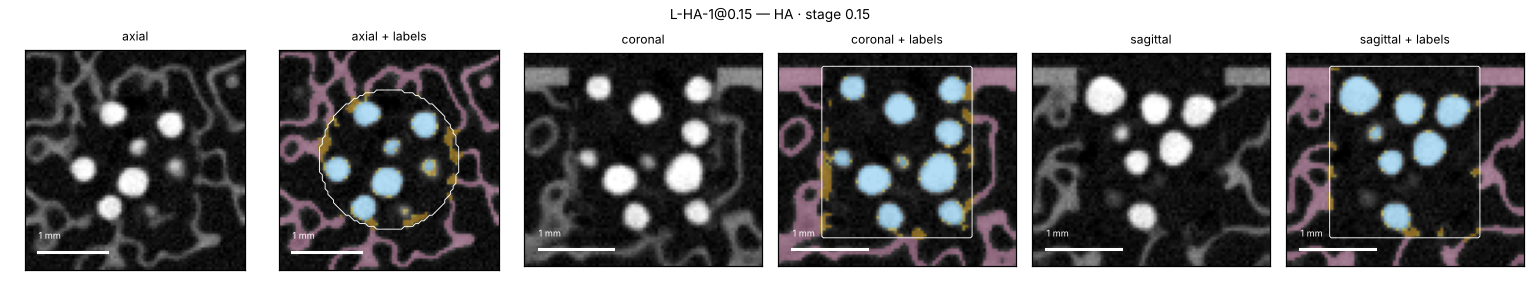 L-HA-1@0.15 — HA · stage 0.15
axial
axial + labels
coronal
coronal + labels
sagittal
sagittal + labels
1 mm
1 mm
1 mm
1 mm
1 mm
1 mm